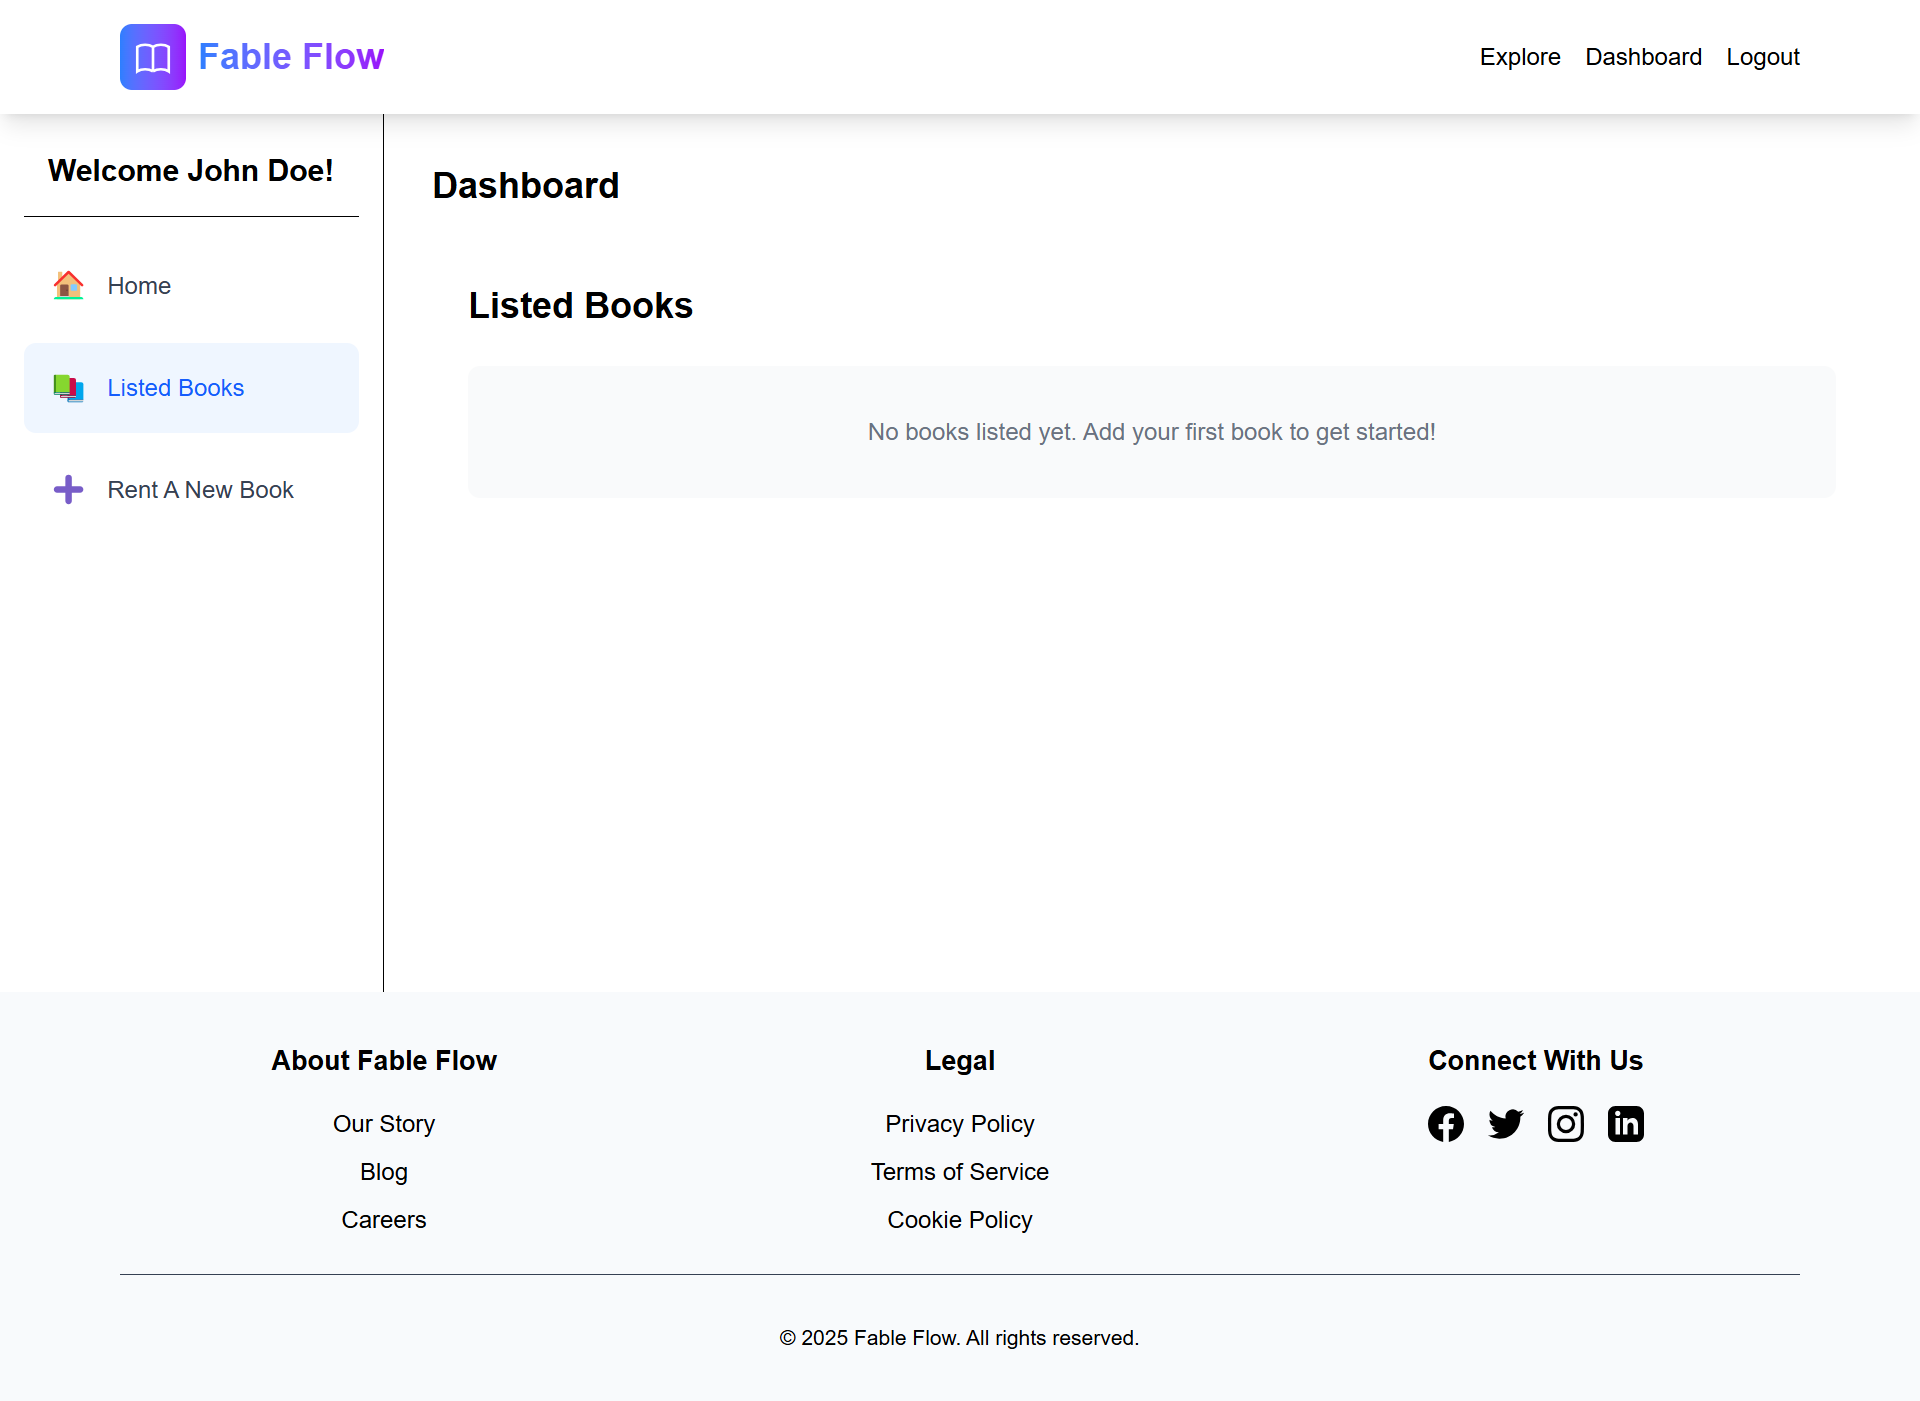 Fable Flow
Explore
Dashboard
Logout
Welcome John Doe!
Home
Listed Books
Rent A New Book
Dashboard
Listed Books
No books listed yet. Add your first book to get started!
About Fable Flow
Our Story
Blog
Careers
Legal
Privacy Policy
Terms of Service
Cookie Policy
Connect With Us
© 2025 Fable Flow. All rights reserved.